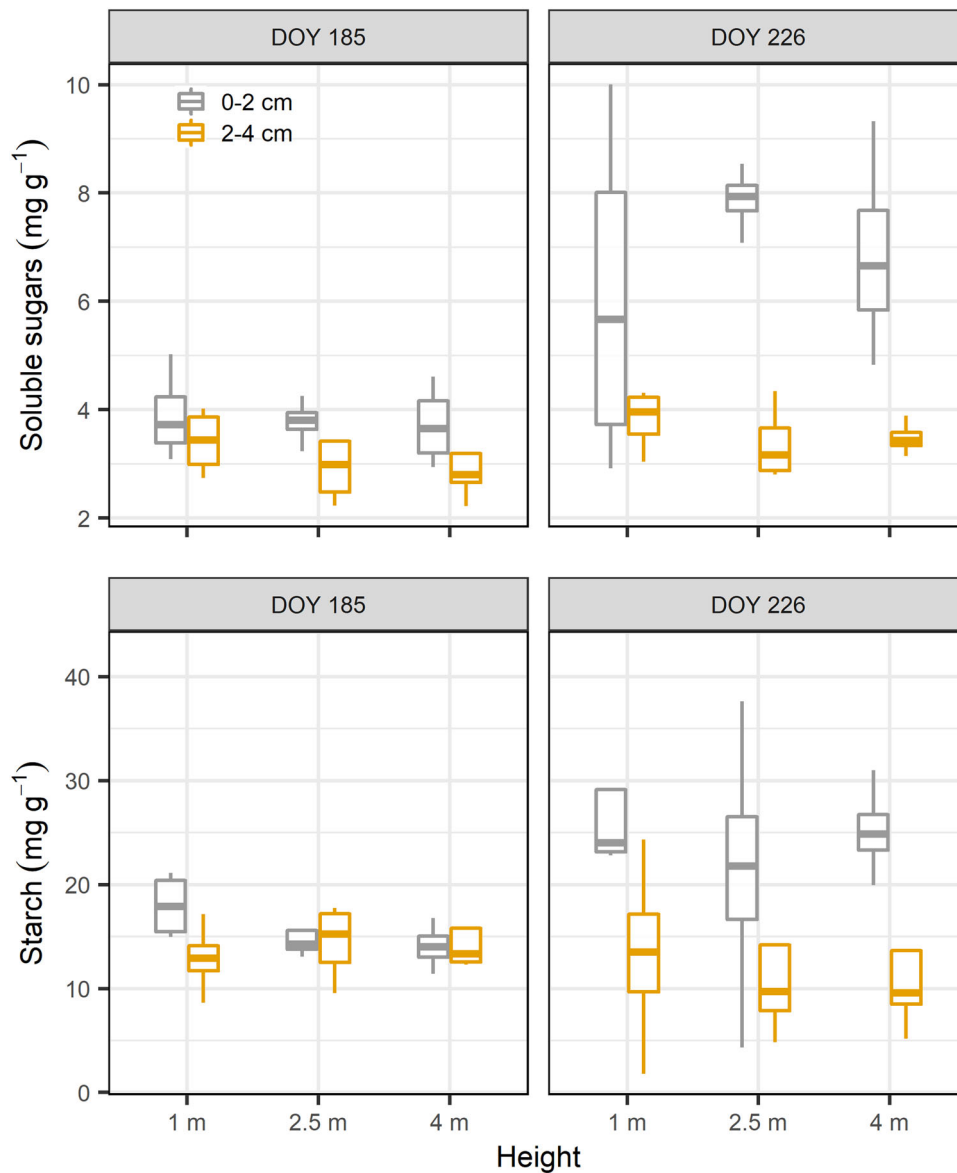 DOY 185
DOY 226
Soluble sugars (mg g⁻¹)
10
8
6
4
2
0-2 cm
2-4 cm
DOY 185
DOY 226
Starch (mg g⁻¹)
40
30
20
10
0
1 m
2.5 m
4 m
1 m
2.5 m
4 m
Height